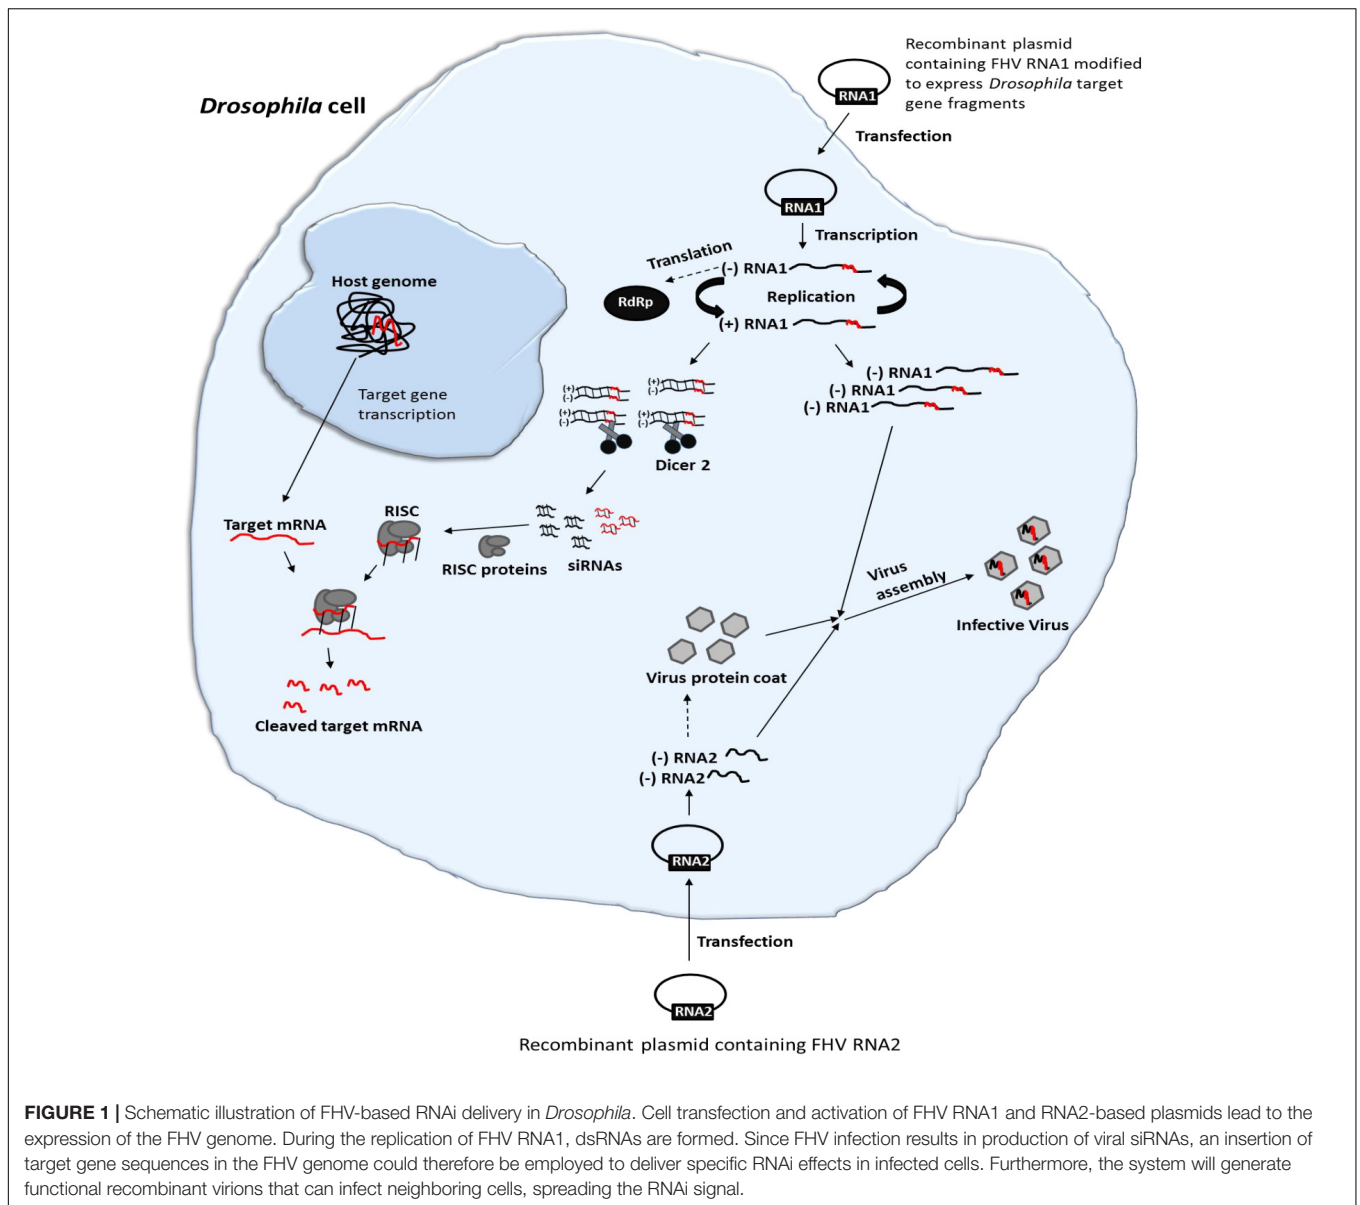 Recombinant plasmid
containing FHV RNA1 modified
to express Drosophila target
gene fragments
RNA1
Drosophila cell
Transfection
RNA1
Transcription
Translation
(-) RNA1
RdRp
Replication
(+) RNA1
Host genome
Target gene
transcription
(-) RNA1
(-) RNA1
(-) RNA1
(+)
(-)
(+)
(-)
(+)
(-)
(+)
(-)
Dicer 2
Target mRNA
RISC
RISC proteins
siRNAs
Virus
assembly
Infective Virus
Virus protein coat
Cleaved target mRNA
(-) RNA2
(-) RNA2
RNA2
Transfection
RNA2
Recombinant plasmid containing FHV RNA2
FIGURE 1 | Schematic illustration of FHV-based RNAi delivery in Drosophila. Cell transfection and activation of FHV RNA1 and RNA2-based plasmids lead to the
expression of the FHV genome. During the replication of FHV RNA1, dsRNAs are formed. Since FHV infection results in production of viral siRNAs, an insertion of
target gene sequences in the FHV genome could therefore be employed to deliver specific RNAi effects in infected cells. Furthermore, the system will generate
functional recombinant virions that can infect neighboring cells, spreading the RNAi signal.